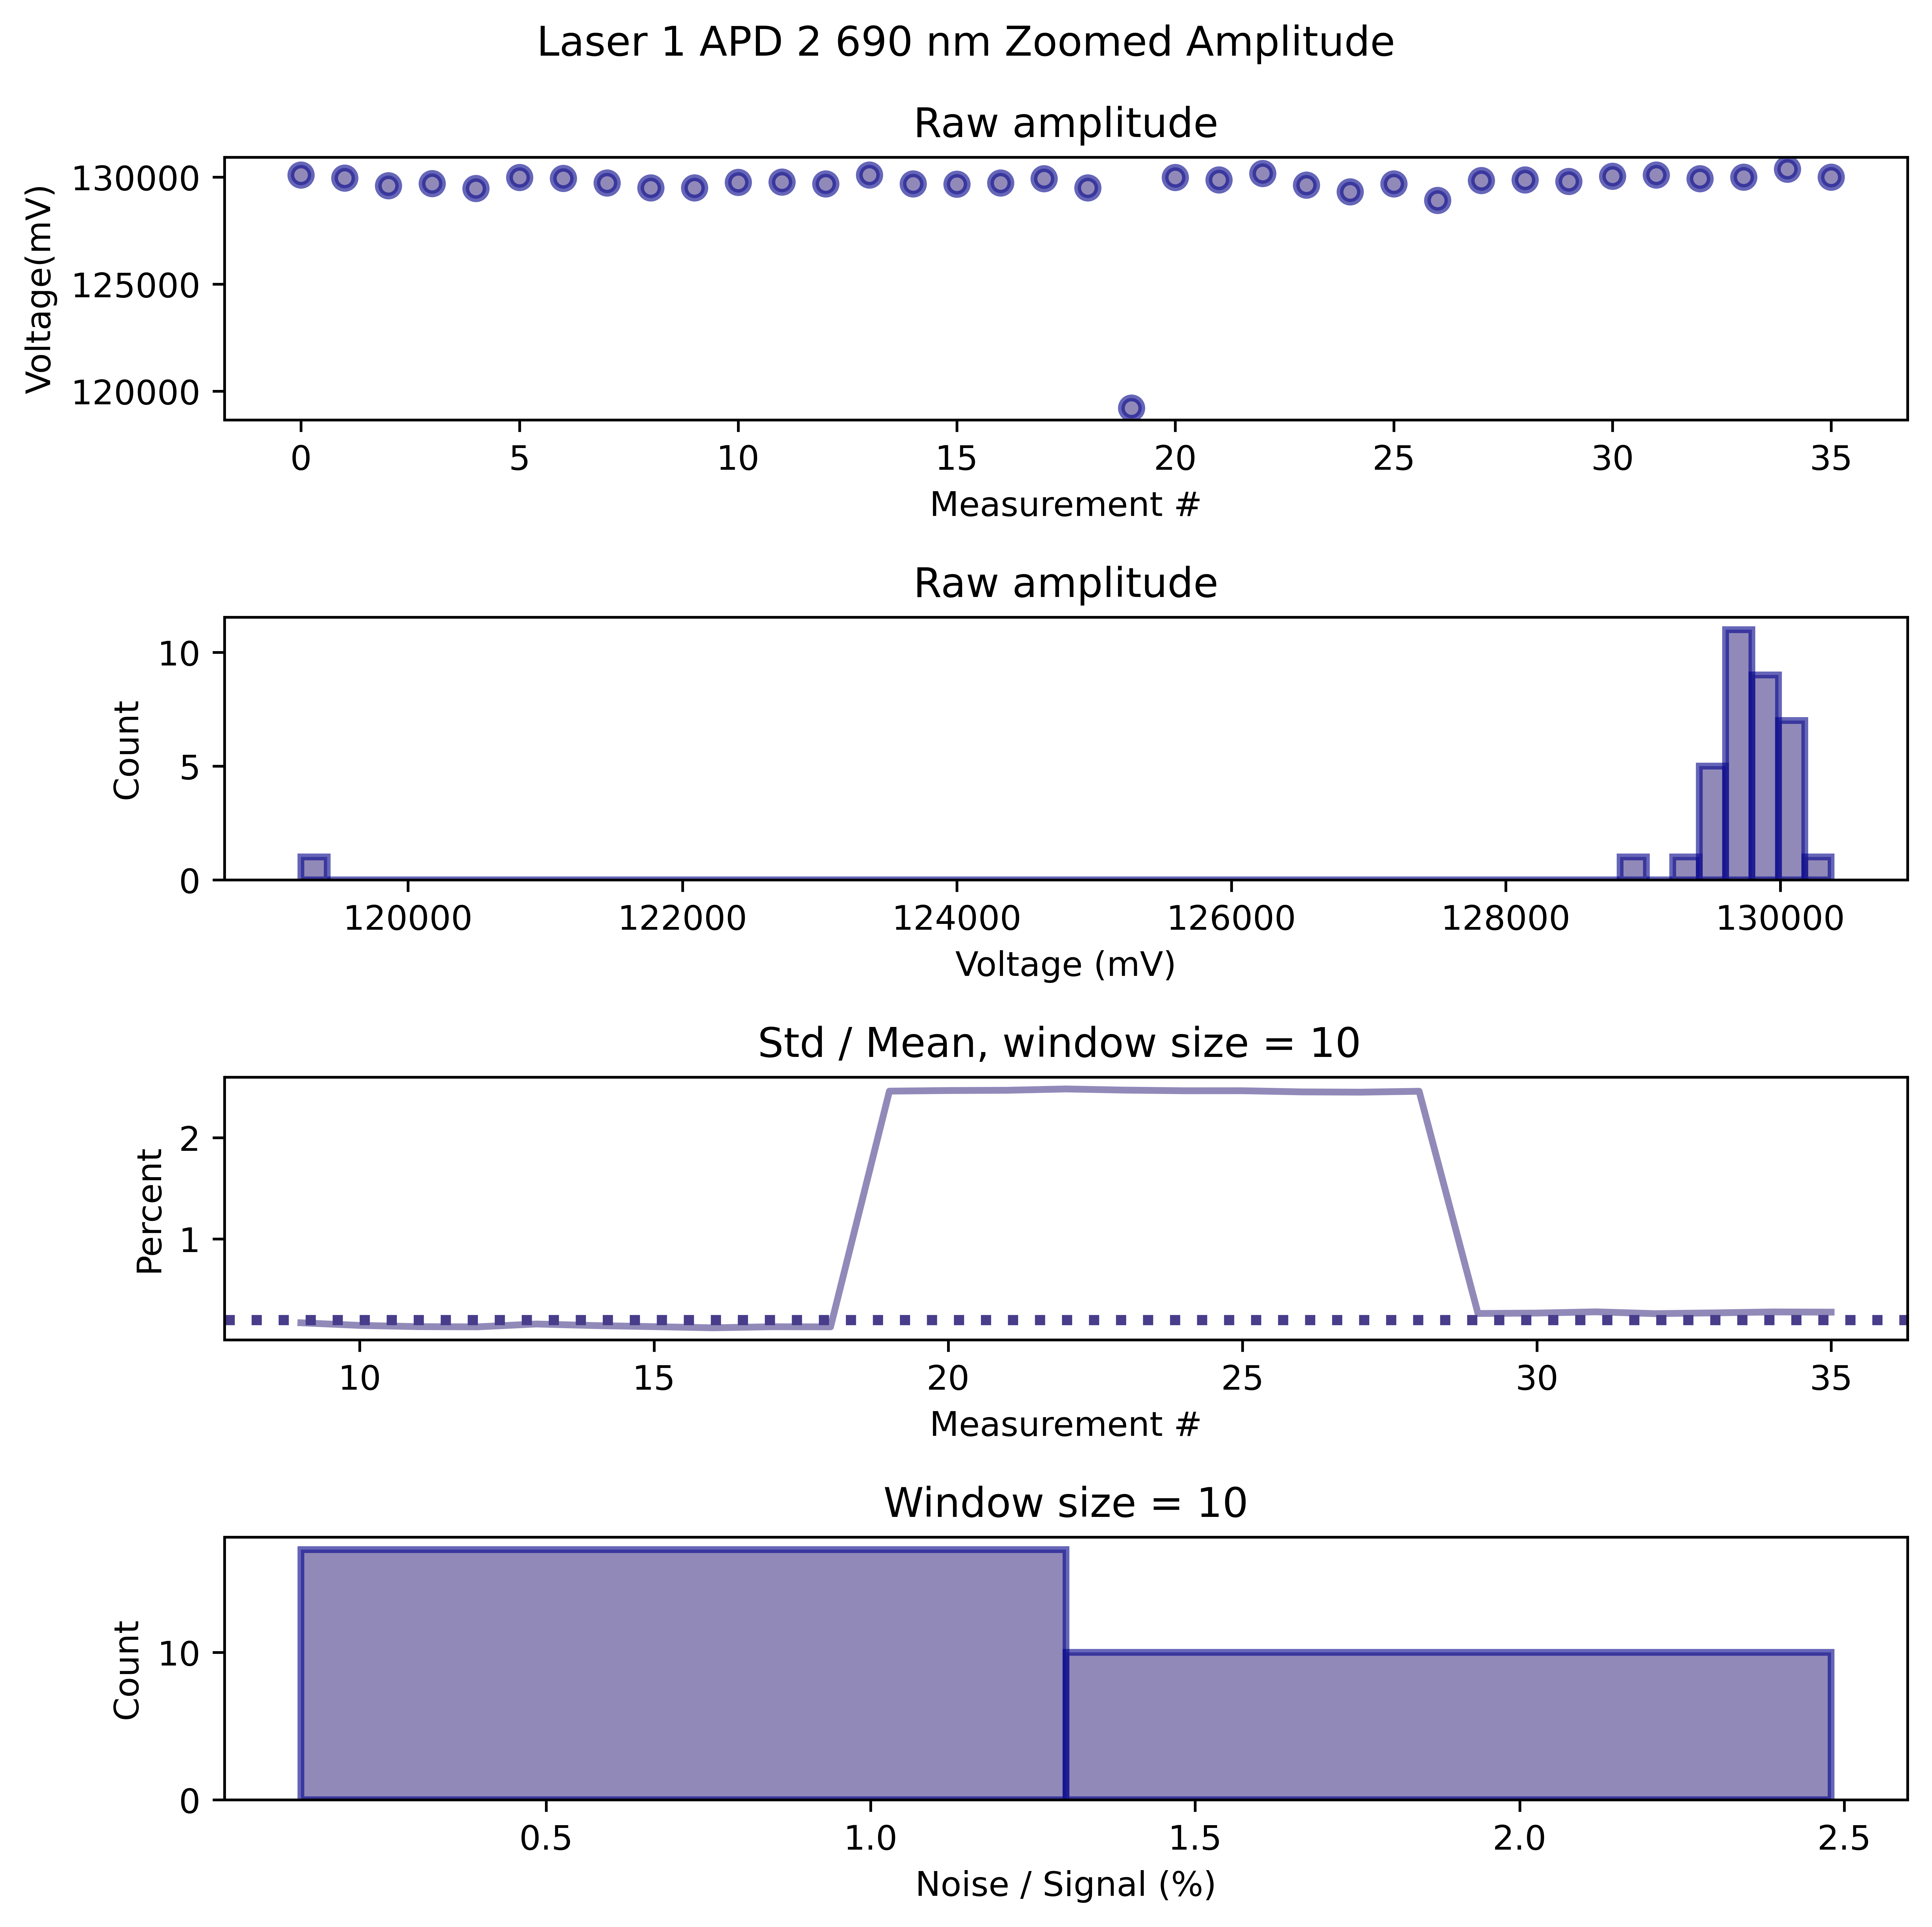 Laser 1 APD 2 690 nm Zoomed Amplitude
Raw amplitude
Voltage(mV)
130000
125000
120000
0 5 10 15 20 25 30 35
Measurement #
Raw amplitude
Count
10
5
0
120000 122000 124000 126000 128000 130000
Voltage (mV)
Std / Mean, window size = 10
Percent
2
1
10 15 20 25 30 35
Measurement #
Window size = 10
Count
10
0
0.5 1.0 1.5 2.0 2.5
Noise / Signal (%)